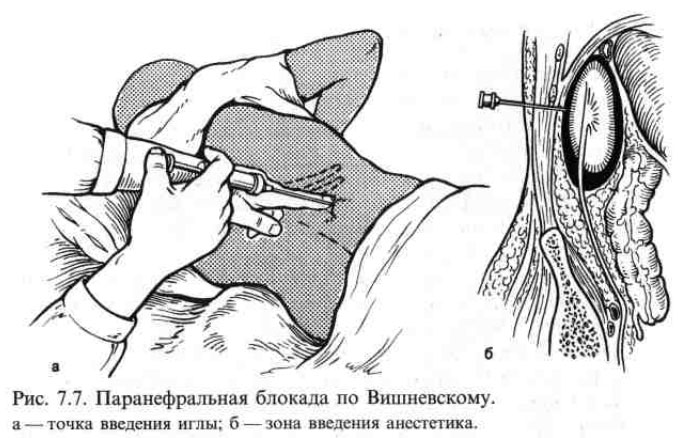 а
б
Рис. 7.7. Паранефральная блокада по Вишневскому.
а — точка введения иглы; б — зона введения анестетика.